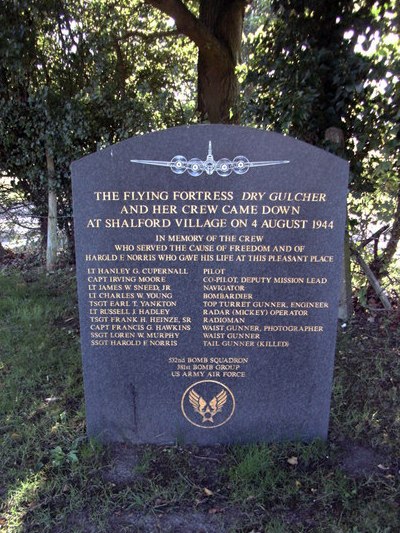 THE FLYING FORTRESS DRY GULCHER
AND HER CREW CAME DOWN
AT SHALFORD VILLAGE ON 4 AUGUST 1944
IN MEMORY OF THE CREW
WHO SERVED THE CAUSE OF FREEDOM AND OF
HAROLD F. NORRIS WHO GAVE HIS LIFE AT THIS PLEASANT PLACE
LT HANLEY G. CUPERNALL PILOT
CAPT IRVING MOORE CO-PILOT, DEPUTY MISSION LEAD
LT JAMES W. SNEED, JR NAVIGATOR
LT CHARLES W. YOUNG BOMBARDIER
TSGT EARL T. YANKTON TOP TURRET GUNNER, ENGINEER
LT RUSSELL J. HADLEY RADAR (MICKEY) OPERATOR
TSGT FRANK H. HEINZE, SR RADIOMAN
CAPT FRANCIS G. HAWKINS WAIST GUNNER, PHOTOGRAPHER
SSGT LOREN W. MURPHY WAIST GUNNER
SSGT HAROLD F. NORRIS TAIL GUNNER (KILLED)
532nd BOMB SQUADRON
381st BOMB GROUP
US ARMY AIR FORCE